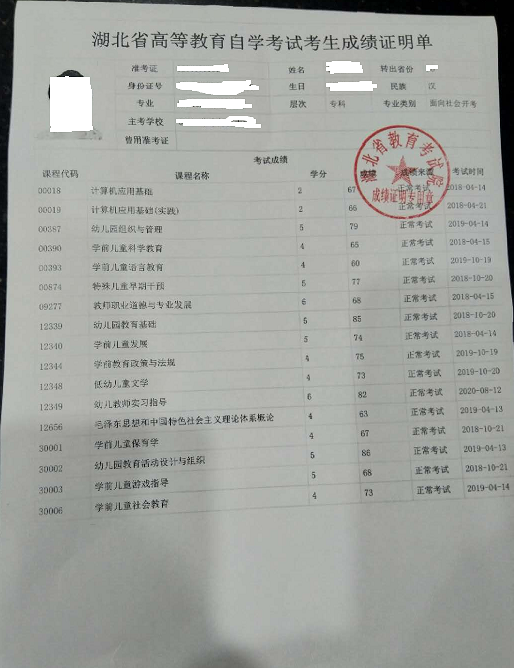 湖北省高等教育自学考试考生成绩证明单
准考证 姓名 转出省份
身份证号 生日 民族 汉
专业 层次 专科 专业类别 面向社会开考
主考学校
曾用准考证
考试成绩
课程代码 课程名称 学分 成绩 成绩来源 考试时间
00018 计算机应用基础 2 67 正常考试 2018-04-14
00019 计算机应用基础(实践) 2 66 正常考试 2018-04-21
00387 幼儿园组织与管理 5 79 正常考试 2019-04-14
00390 学前儿童科学教育 4 65 正常考试 2018-04-15
00393 学前儿童语言教育 4 60 正常考试 2019-10-19
00874 特殊儿童早期干预 5 77 正常考试 2018-10-20
09277 教师职业道德与专业发展 6 68 正常考试 2018-04-15
12339 幼儿园教育基础 5 85 正常考试 2018-10-20
12340 学前儿童发展 5 74 正常考试 2018-04-14
12344 学前教育政策与法规 4 75 正常考试 2019-10-19
12348 低幼儿童文学 4 73 正常考试 2019-10-20
12349 幼儿教师实习指导 6 82 正常考试 2020-08-12
12656 毛泽东思想和中国特色社会主义理论体系概论 4 63 正常考试 2019-04-13
30001 学前儿童保育学 4 67 正常考试 2018-10-21
30002 幼儿园教育活动设计与组织 5 86 正常考试 2019-04-13
30003 学前儿童游戏指导 5 68 正常考试 2018-10-21
30006 学前儿童社会教育 4 73 正常考试 2019-04-14
湖北省教育考试院
成绩证明专用章